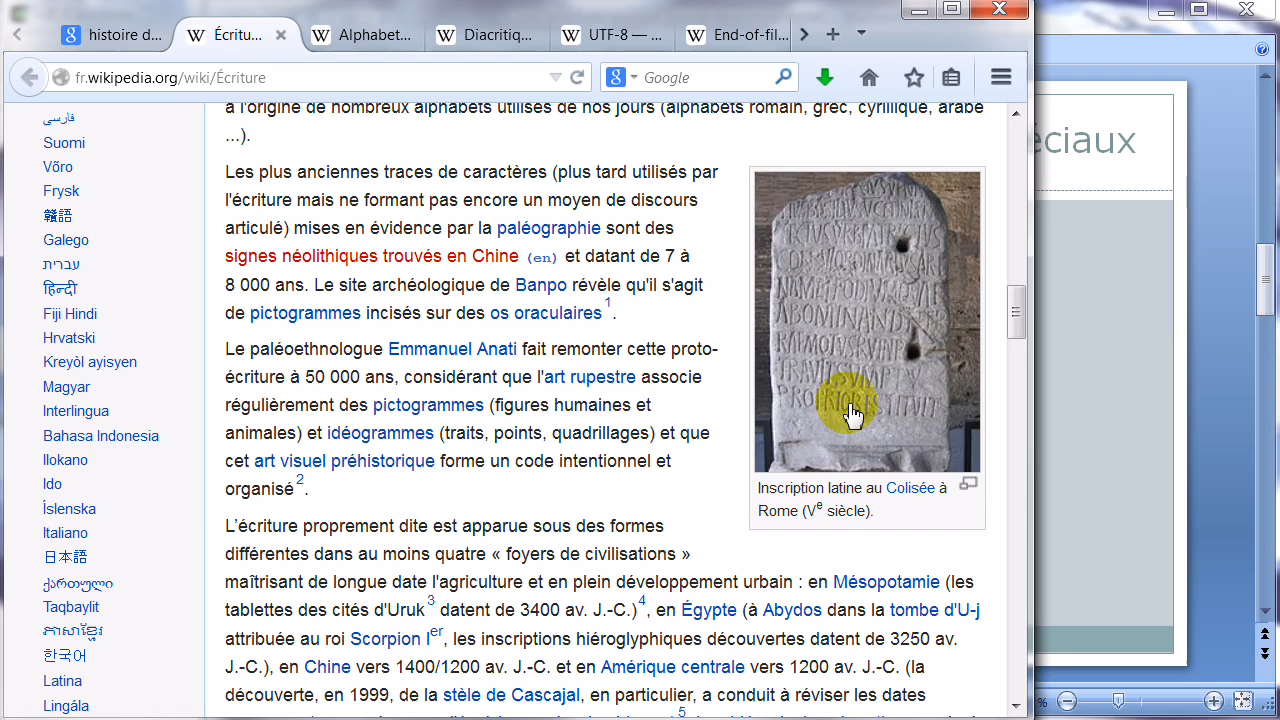 histoire d...
Écritu...
Alphabet...
Diacritiq...
UTF-8 — ...
End-of-fil...
fr.wikipedia.org/wiki/Écriture
Google
éciaux
فارسی
Suomi
Võro
Frysk
贛語
Galego
עברית
हिन्दी
Fiji Hindi
Hrvatski
Kreyòl ayisyen
Magyar
Interlingua
Bahasa Indonesia
Ilokano
Ido
Íslenska
Italiano
日本語
ქართული
Taqbaylit
ភាសាខ្មែរ
한국어
Latina
Lingála
à l'origine de nombreux alphabets utilisés de nos jours (alphabets romain, grec, cyrillique, arabe
...).
Les plus anciennes traces de caractères (plus tard utilisés par
l'écriture mais ne formant pas encore un moyen de discours
articulé) mises en évidence par la paléographie sont des
signes néolithiques trouvés en Chine (en) et datant de 7 à
8 000 ans. Le site archéologique de Banpo révèle qu'il s'agit
de pictogrammes incisés sur des os oraculaires1.
Le paléoethnologue Emmanuel Anati fait remonter cette proto-
écriture à 50 000 ans, considérant que l'art rupestre associe
régulièrement des pictogrammes (figures humaines et
animales) et idéogrammes (traits, points, quadrillages) et que
cet art visuel préhistorique forme un code intentionnel et
organisé2.
Inscription latine au Colisée à
Rome (Ve siècle).
L'écriture proprement dite est apparue sous des formes
différentes dans au moins quatre « foyers de civilisations »
maîtrisant de longue date l'agriculture et en plein développement urbain : en Mésopotamie (les
tablettes des cités d'Uruk3 datent de 3400 av. J.-C.)4, en Égypte (à Abydos dans la tombe d'U-j
attribuée au roi Scorpion Ier, les inscriptions hiéroglyphiques découvertes datent de 3250 av.
J.-C.), en Chine vers 1400/1200 av. J.-C. et en Amérique centrale vers 1200 av. J.-C. (la
découverte, en 1999, de la stèle de Cascajal, en particulier, a conduit à réviser les dates
5
%